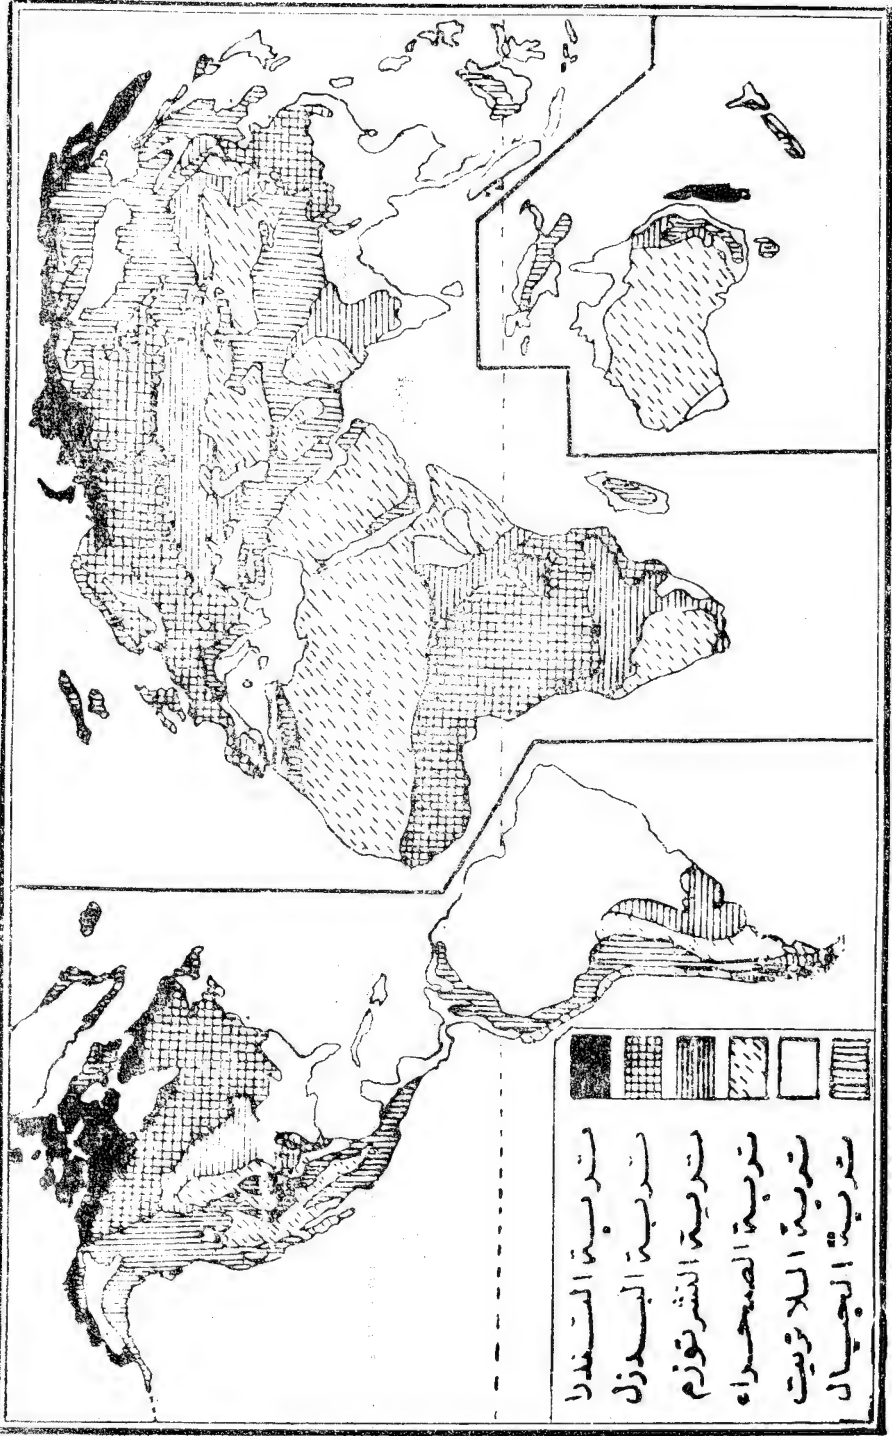 تربة التندرا
تربة البدزل
تربة التشرنوزم
تربة الصحراء
تربة اللاتريت
تربة الجبال